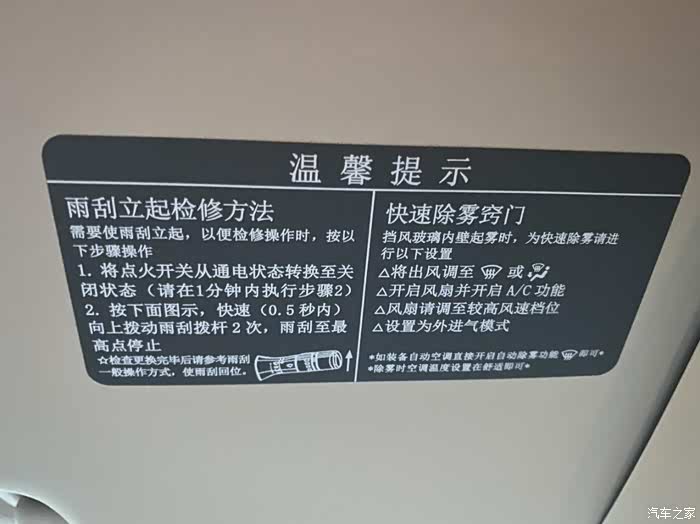 温馨提示
雨刮立起检修方法
需要使雨刮立起，以便检修操作时，按以
下步骤操作
1. 将点火开关从通电状态转换至关
闭状态（请在1分钟内执行步骤2）
2. 按下面图示，快速（0.5秒内）
向上拨动雨刮拨杆2次，雨刮至最
高点停止
☆检查更换完毕后请参考雨刮
一般操作方式，使雨刮回位。
快速除雾窍门
挡风玻璃内壁起雾时，为快速除雾请进
行以下设置
△将出风调至 或
△开启风扇并开启A/C功能
△风扇请调至较高风速档位
△设置为外进气模式
*如装备自动空调直接开启自动除雾功能 即可*
*除雾时空调温度设置在舒适即可*
汽车之家